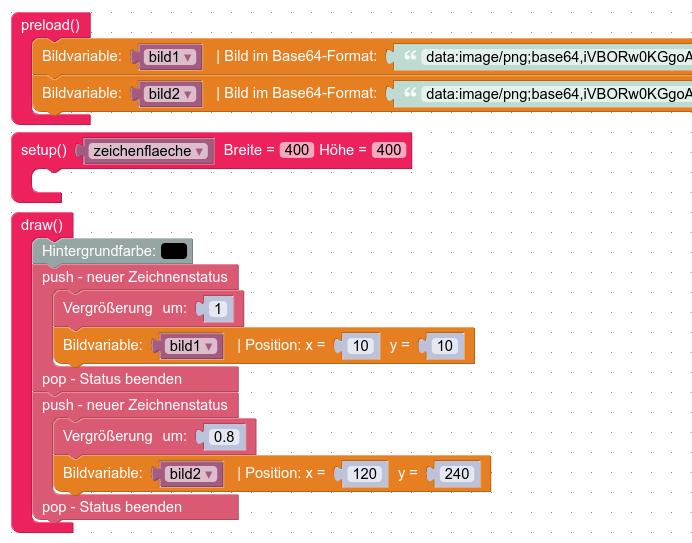 preload()
Bildvariable: bild1 ▾ | Bild im Base64-Format: “ data:image/png;base64,iVBORw0KGgoA
Bildvariable: bild2 ▾ | Bild im Base64-Format: “ data:image/png;base64,iVBORw0KGgoA
setup() zeichenflaeche ▾ Breite = 400 Höhe = 400
draw()
Hintergrundfarbe:
push - neuer Zeichnenstatus
Vergrößerung um: 1
Bildvariable: bild1 ▾ | Position: x = 10 y = 10
pop - Status beenden
push - neuer Zeichnenstatus
Vergrößerung um: 0.8
Bildvariable: bild2 ▾ | Position: x = 120 y = 240
pop - Status beenden